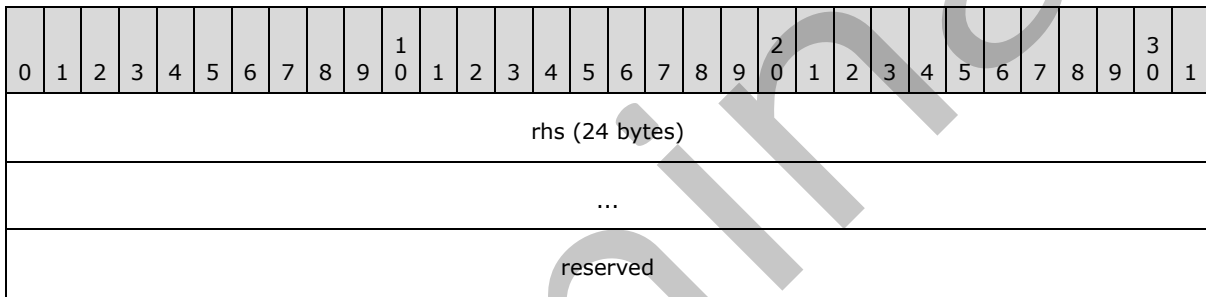 0 1 2 3 4 5 6 7 8 9 1 0 1 2 3 4 5 6 7 8 9 2 0 1 2 3 4 5 6 7 8 9 3 0 1
rhs (24 bytes)
...
reserved